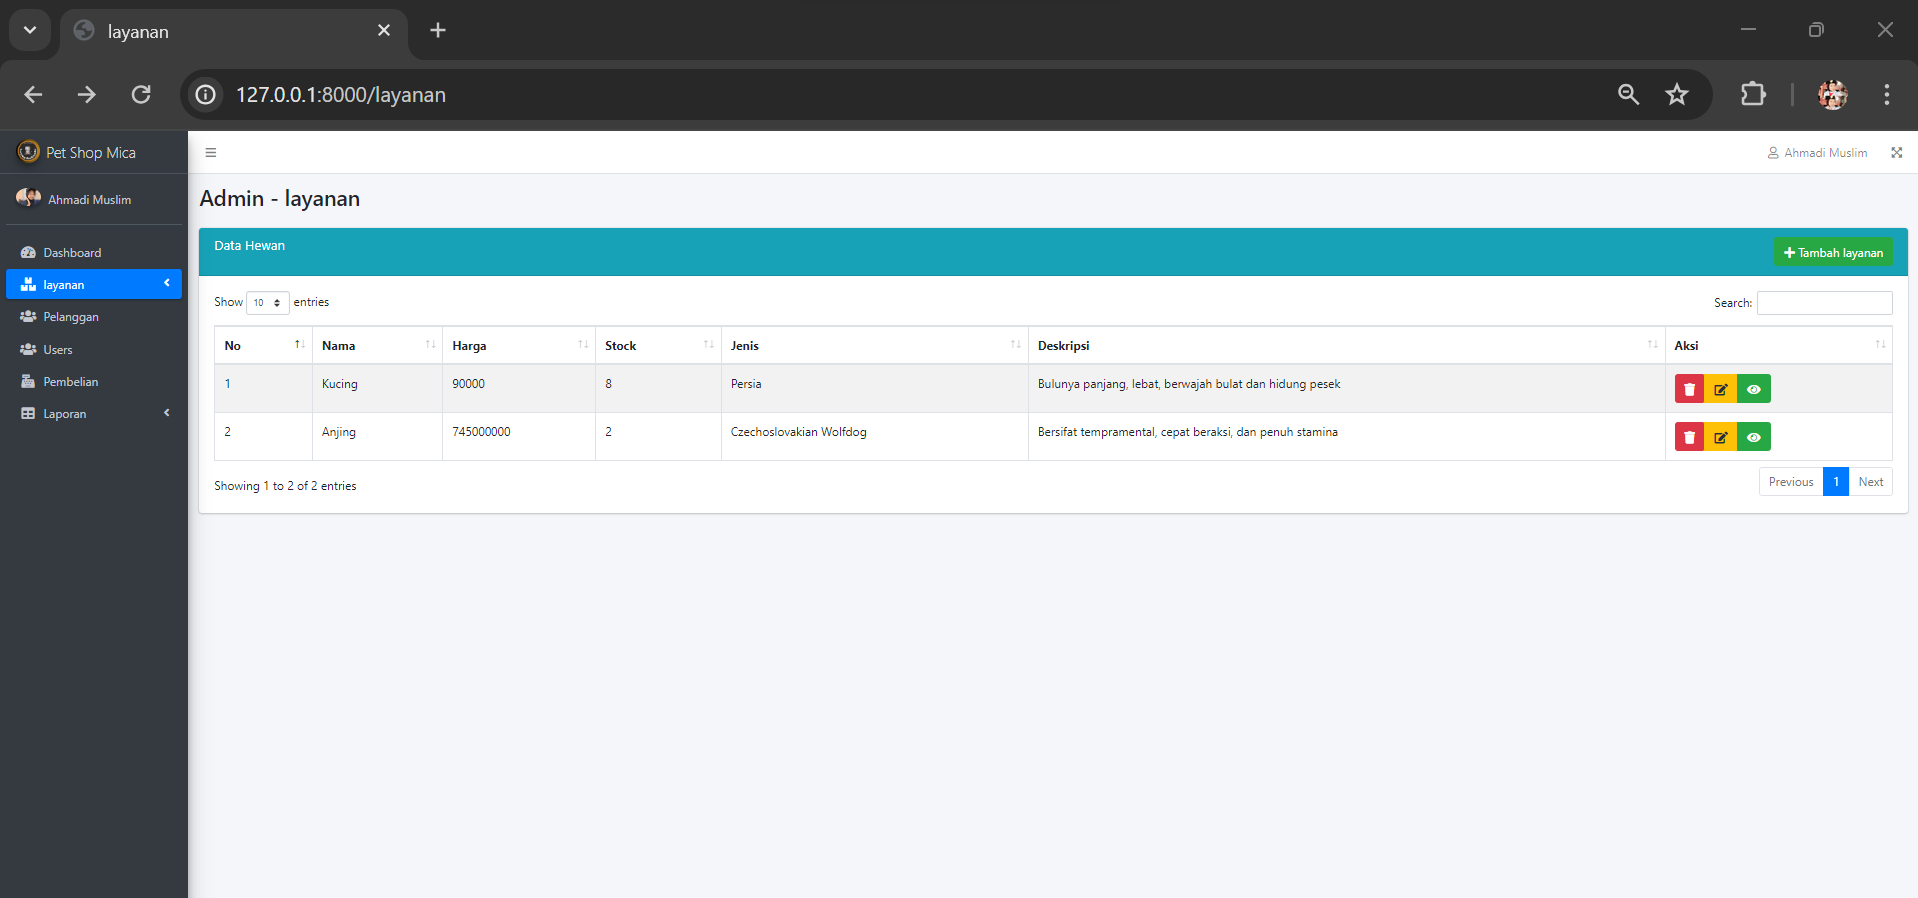 layanan
127.0.0.1:8000/layanan
Pet Shop Mica
Ahmadi Muslim
Ahmadi Muslim
Dashboard
layanan
Pelanggan
Users
Pembelian
Laporan
Admin - layanan
Data Hewan
Tambah layanan
Show 10 entries
Search:
No Nama Harga Stock Jenis Deskripsi Aksi
1 Kucing 90000 8 Persia Bulunya panjang, lebat, berwajah bulat dan hidung pesek
2 Anjing 745000000 2 Czechoslovakian Wolfdog Bersifat tempramental, cepat beraksi, dan penuh stamina
Showing 1 to 2 of 2 entries
Previous 1 Next